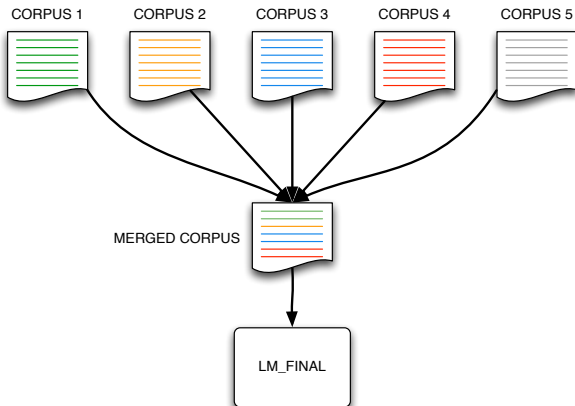 CORPUS 1
CORPUS 2
CORPUS 3
CORPUS 4
CORPUS 5
MERGED CORPUS
LM_FINAL